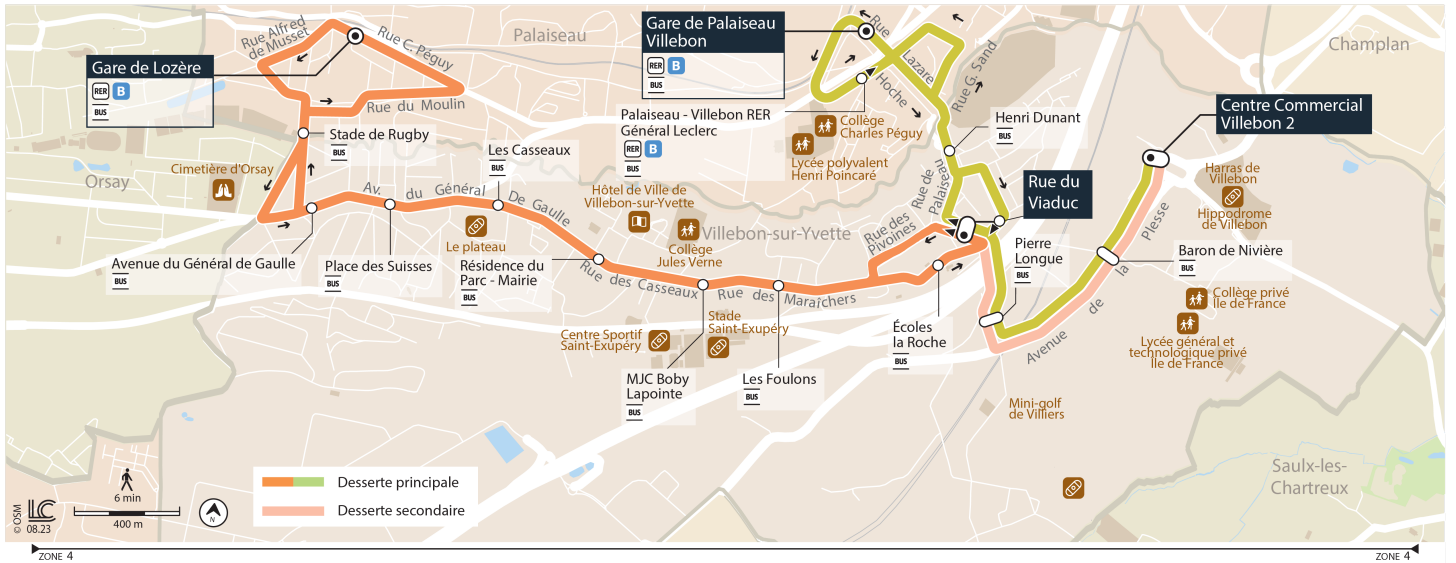 Gare de Lozère
RER B
BUS
Rue Alfred
de Musset
Rue C. Péguy
Rue du Moulin
Palaiseau
Gare de Palaiseau
Villebon
RER B
BUS
Rue
Lazare
Hoche
Rue G. Sand
Champlan
Centre Commercial
Villebon 2
Palaiseau - Villebon RER
Général Leclerc
RER B
BUS
Collège
Charles Péguy
Lycée polyvalent
Henri Poincaré
Henri Dunant
BUS
Stade de Rugby
BUS
Les Casseaux
BUS
Cimetière d'Orsay
Orsay
Av. du Général De Gaulle
Hôtel de Ville de
Villebon-sur-Yvette
Rue de
Palaiseau
Rue du
Viaduc
Harras de
Villebon
Hippodrome
de Villebon
Le plateau
Collège
Jules Verne
Villebon-sur-Yvette
Rue des
Pivoines
Avenue du Général de Gaulle
BUS
Place des Suisses
BUS
Résidence du
Parc - Mairie
BUS
Rue des Casseaux
Rue des Maraîchers
Pierre
Longue
BUS
Baron de Nivière
BUS
Avenue de la Plesse
Collège privé
Ile de France
Lycée général et
technologique privé
Ile de France
Centre Sportif
Saint-Exupéry
Stade
Saint-Exupéry
Écoles
la Roche
BUS
MJC Boby
Lapointe
BUS
Les Foulons
BUS
Mini-golf
de Villiers
Saulx-les-
Chartreux
Desserte principale
Desserte secondaire
6 min
400 m
N
© OSM
LC
08.23
ZONE 4
ZONE 4